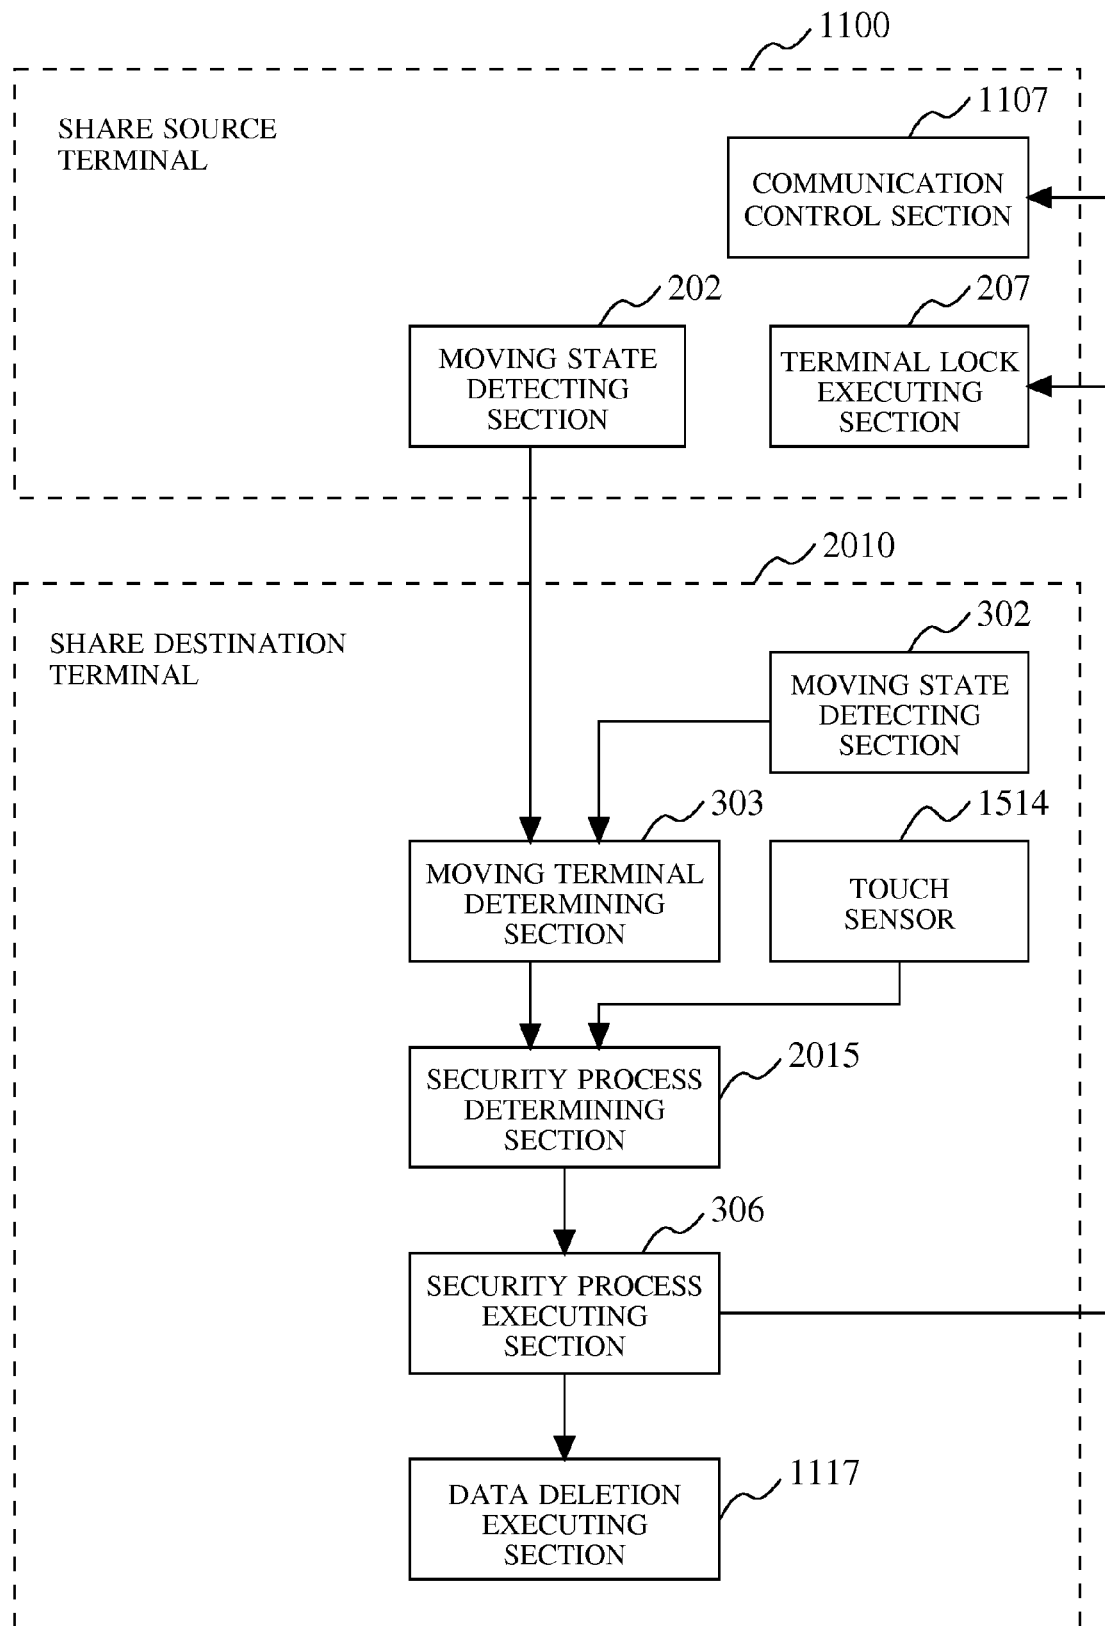 1100
SHARE SOURCE
TERMINAL
1107
COMMUNICATION
CONTROL SECTION
202
MOVING STATE
DETECTING
SECTION
207
TERMINAL LOCK
EXECUTING
SECTION
2010
SHARE DESTINATION
TERMINAL
302
MOVING STATE
DETECTING
SECTION
303
MOVING TERMINAL
DETERMINING
SECTION
1514
TOUCH
SENSOR
2015
SECURITY PROCESS
DETERMINING
SECTION
306
SECURITY PROCESS
EXECUTING
SECTION
1117
DATA DELETION
EXECUTING
SECTION